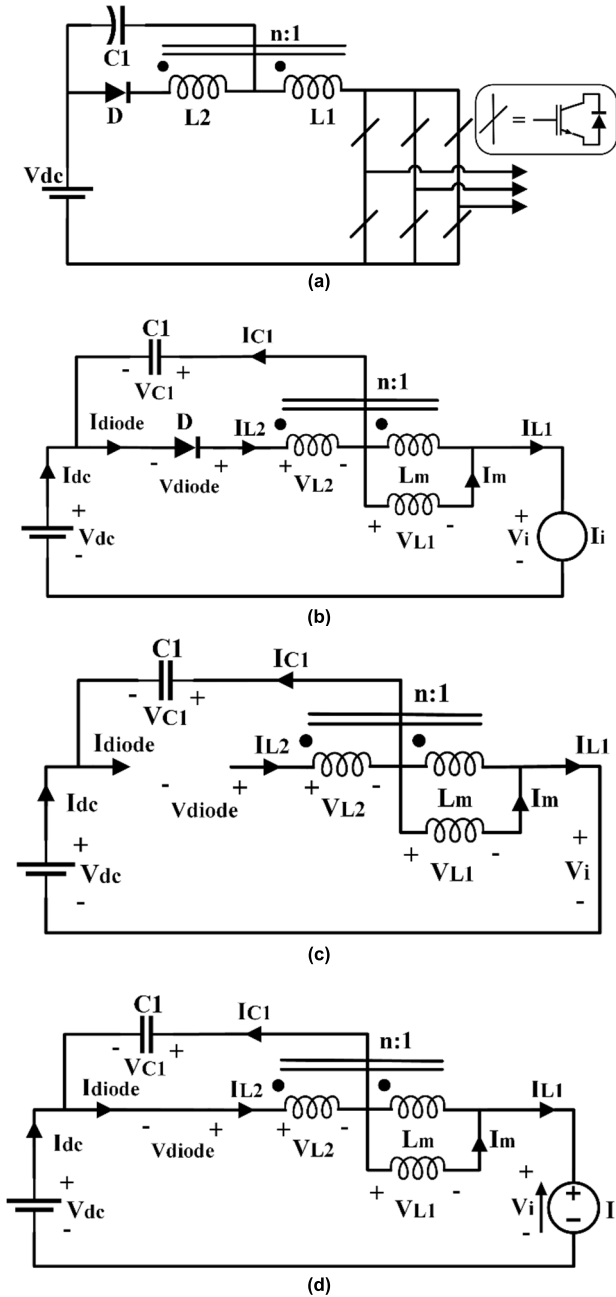 C1
n:1
D
L2
L1
=
Vdc
(a)
C1
IC1
- +
VC1
n:1
Idiode
D
IL2
IL1
- +
+ -
Vdiode
VL2
Lm
Im
Idc
+
Vdc
-
+ -
VL1
+
Vi
-
Ii
(b)
C1
IC1
- +
VC1
n:1
Idiode
IL2
IL1
- +
+ -
Vdiode
VL2
Lm
Im
Idc
+
Vdc
-
+ -
VL1
+
Vi
-
(c)
C1
IC1
- +
VC1
n:1
Idiode
IL2
IL1
- +
+ -
Vdiode
VL2
Lm
Im
Idc
+
Vdc
-
+ -
VL1
+
Vi
-
+
−
I
(d)